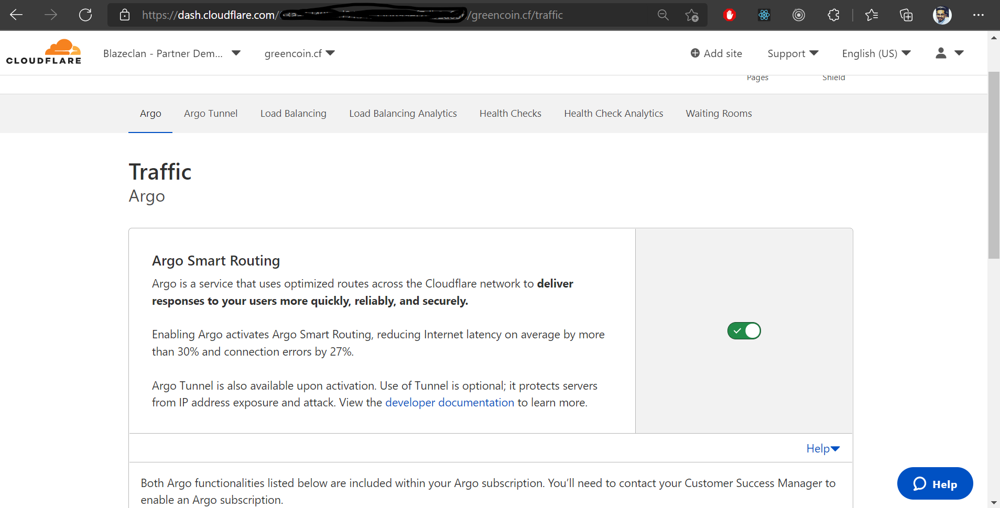 https://dash.cloudflare.com/ /greencoin.cf/traffic
CLOUDFLARE
Blazeclan - Partner Dem...
greencoin.cf
Add site
Support
English (US)
Pages
Shield
Argo
Argo Tunnel
Load Balancing
Load Balancing Analytics
Health Checks
Health Check Analytics
Waiting Rooms
Traffic
Argo
Argo Smart Routing
Argo is a service that uses optimized routes across the Cloudflare network to deliver
responses to your users more quickly, reliably, and securely.
Enabling Argo activates Argo Smart Routing, reducing Internet latency on average by more
than 30% and connection errors by 27%.
Argo Tunnel is also available upon activation. Use of Tunnel is optional; it protects servers
from IP address exposure and attack. View the developer documentation to learn more.
Help
Both Argo functionalities listed below are included within your Argo subscription. You’ll need to contact your Customer Success Manager to
enable an Argo subscription.
Help